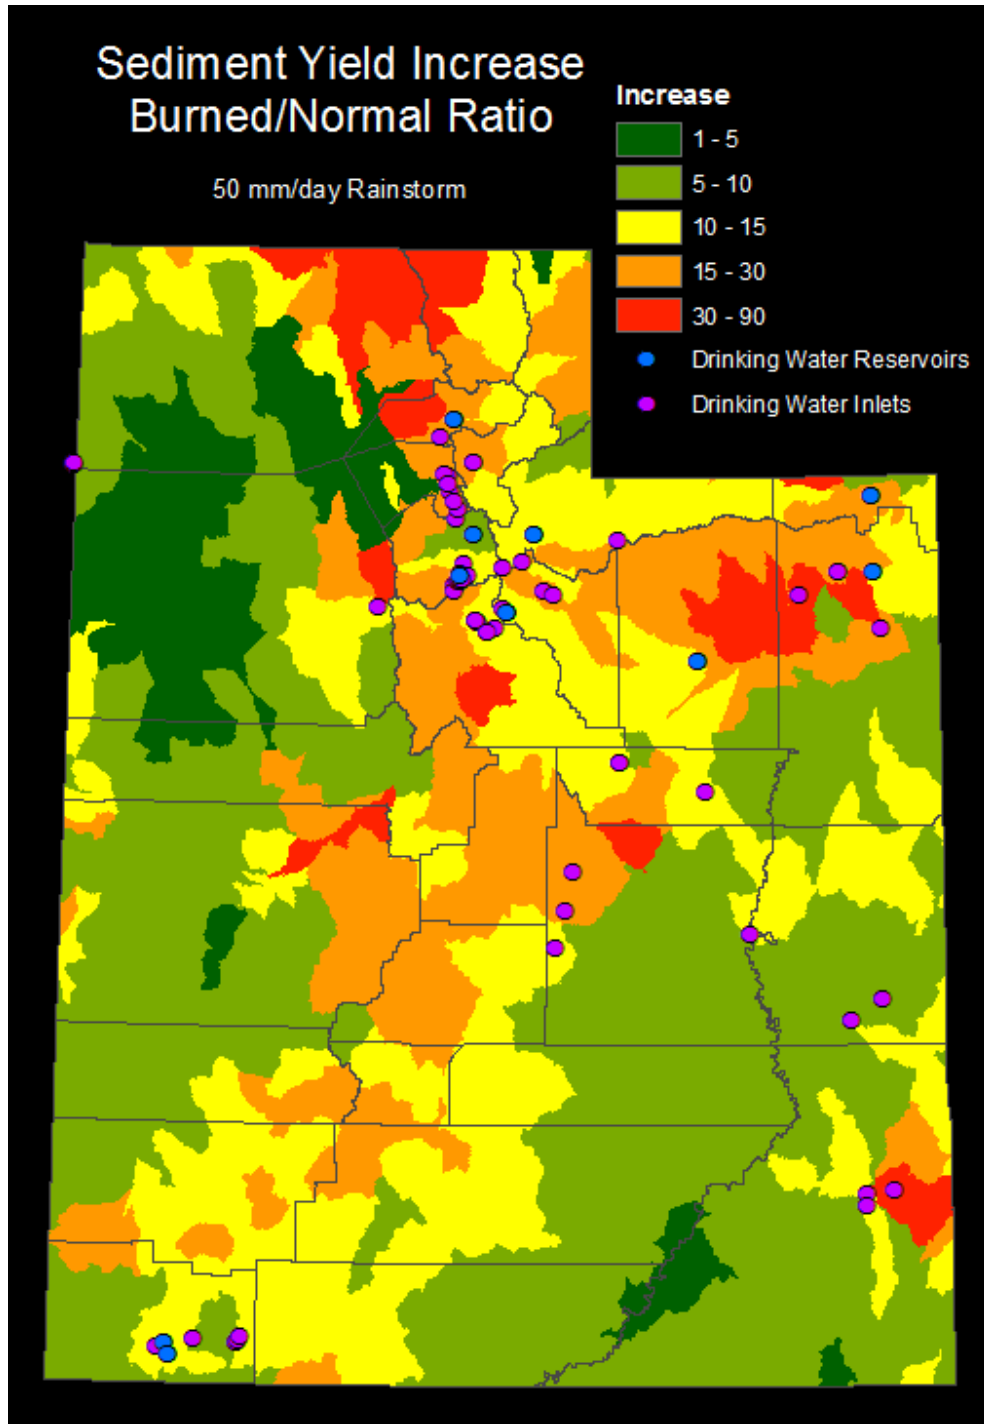 Sediment Yield Increase
Burned/Normal Ratio
50 mm/day Rainstorm
Increase
1 - 5
5 - 10
10 - 15
15 - 30
30 - 90
Drinking Water Reservoirs
Drinking Water Inlets